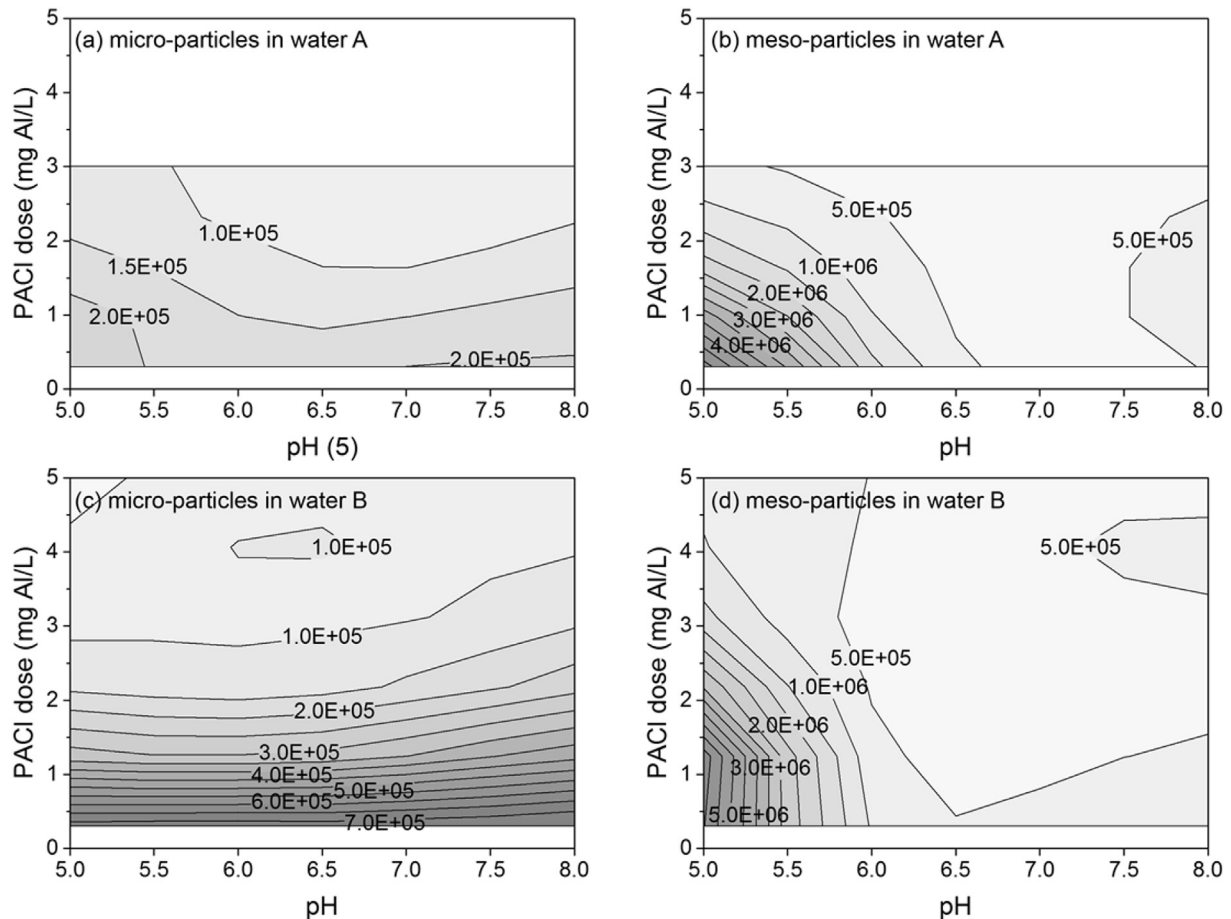 (a) micro-particles in water A
PACl dose (mg Al/L)
5
4
3
2
1
0
1.0E+05
1.5E+05
2.0E+05
2.0E+05
5.0 5.5 6.0 6.5 7.0 7.5 8.0
pH (5)
(b) meso-particles in water A
PACl dose (mg Al/L)
5
4
3
2
1
0
5.0E+05
5.0E+05
1.0E+06
2.0E+06
3.0E+06
4.0E+06
5.0 5.5 6.0 6.5 7.0 7.5 8.0
pH
(c) micro-particles in water B
PACl dose (mg Al/L)
5
4
3
2
1
0
1.0E+05
1.0E+05
2.0E+05
3.0E+05
4.0E+05
5.0E+05
6.0E+05
7.0E+05
5.0 5.5 6.0 6.5 7.0 7.5 8.0
pH
(d) meso-particles in water B
PACl dose (mg Al/L)
5
4
3
2
1
0
5.0E+05
5.0E+05
1.0E+06
2.0E+06
3.0E+06
5.0E+06
5.0 5.5 6.0 6.5 7.0 7.5 8.0
pH